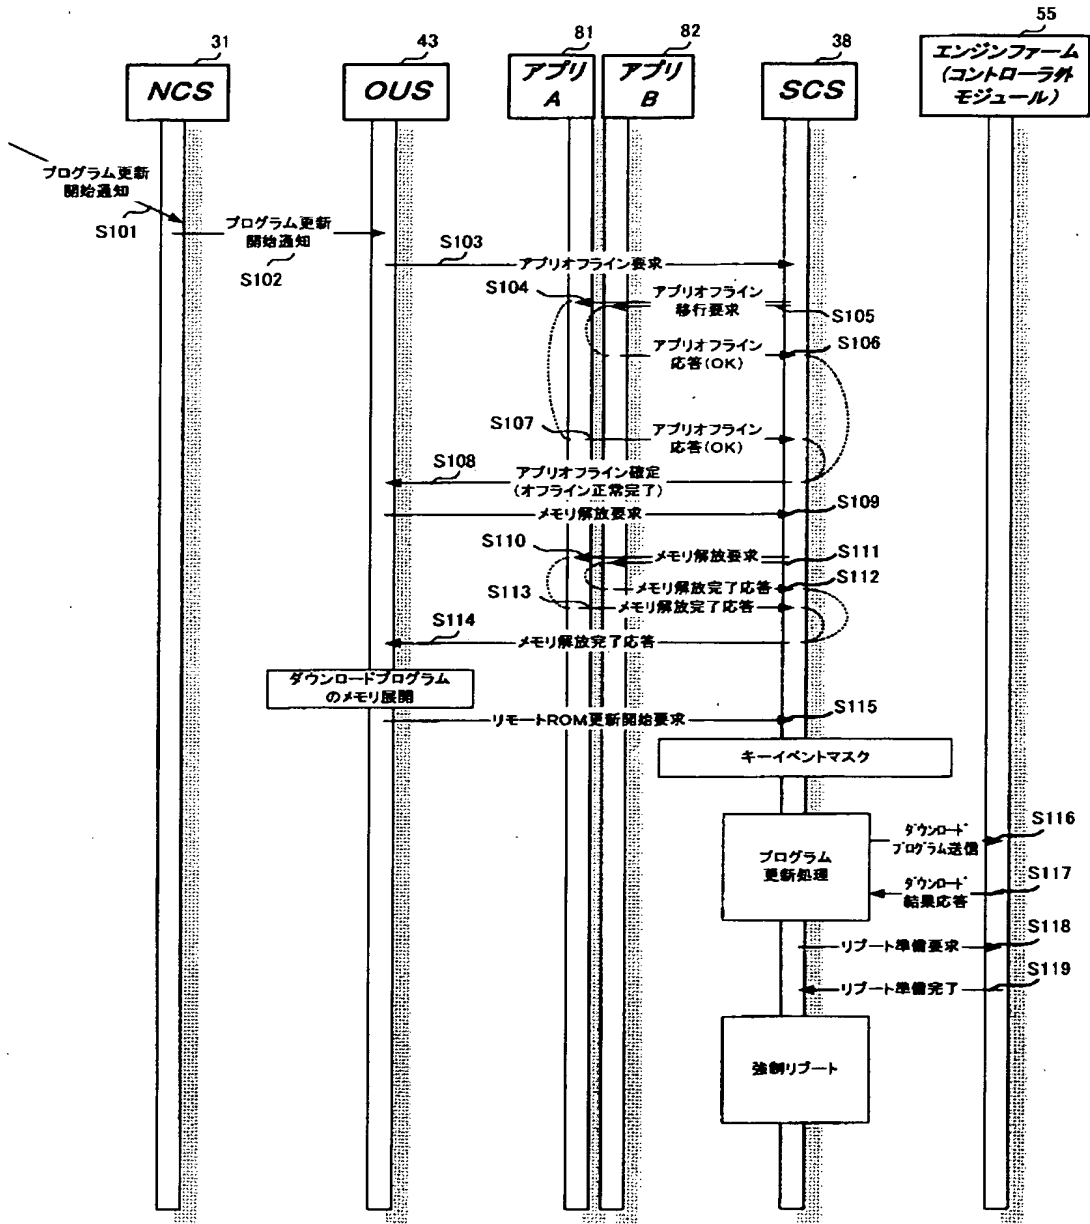 31
43
81
82
38
55
NCS
OUS
アプリ
A
アプリ
B
SCS
エンジンファーム
(コントローラ外
モジュール)
プログラム更新
開始通知
S101
プログラム更新
開始通知
S102
S103
アプリオフライン要求
S104
アプリオフライン
移行要求
S105
アプリオフライン
応答(OK)
S106
S107
アプリオフライン
応答(OK)
S108
アプリオフライン確定
(オフライン正常完了)
メモリ解放要求
S109
S110
メモリ解放要求
S111
メモリ解放完了応答
S112
S113
メモリ解放完了応答
S114
メモリ解放完了応答
ダウンロードプログラム
のメモリ展開
リモートROM更新開始要求
S115
キーイベントマスク
プログラム
更新処理
ダウンロード
プログラム送信
S116
ダウンロード
結果応答
S117
リブート準備要求
S118
リブート準備完了
S119
強制リブート